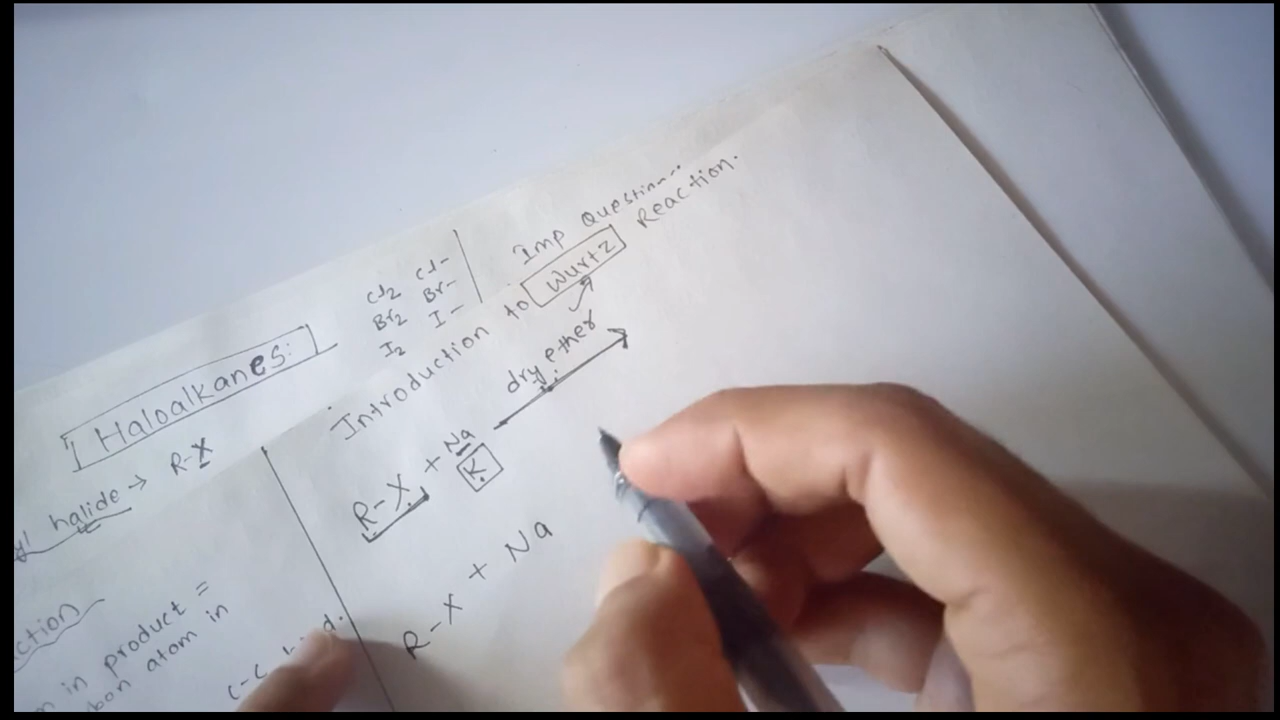 Haloalkanes:
halide → R-X
m in product =
atom in
C-C
Cl2 Cl-
Br2 Br-
I2 I-
Imp Question
Introduction to Wurtz Reaction.
dry ether
R-X + Na
K
R-X + Na